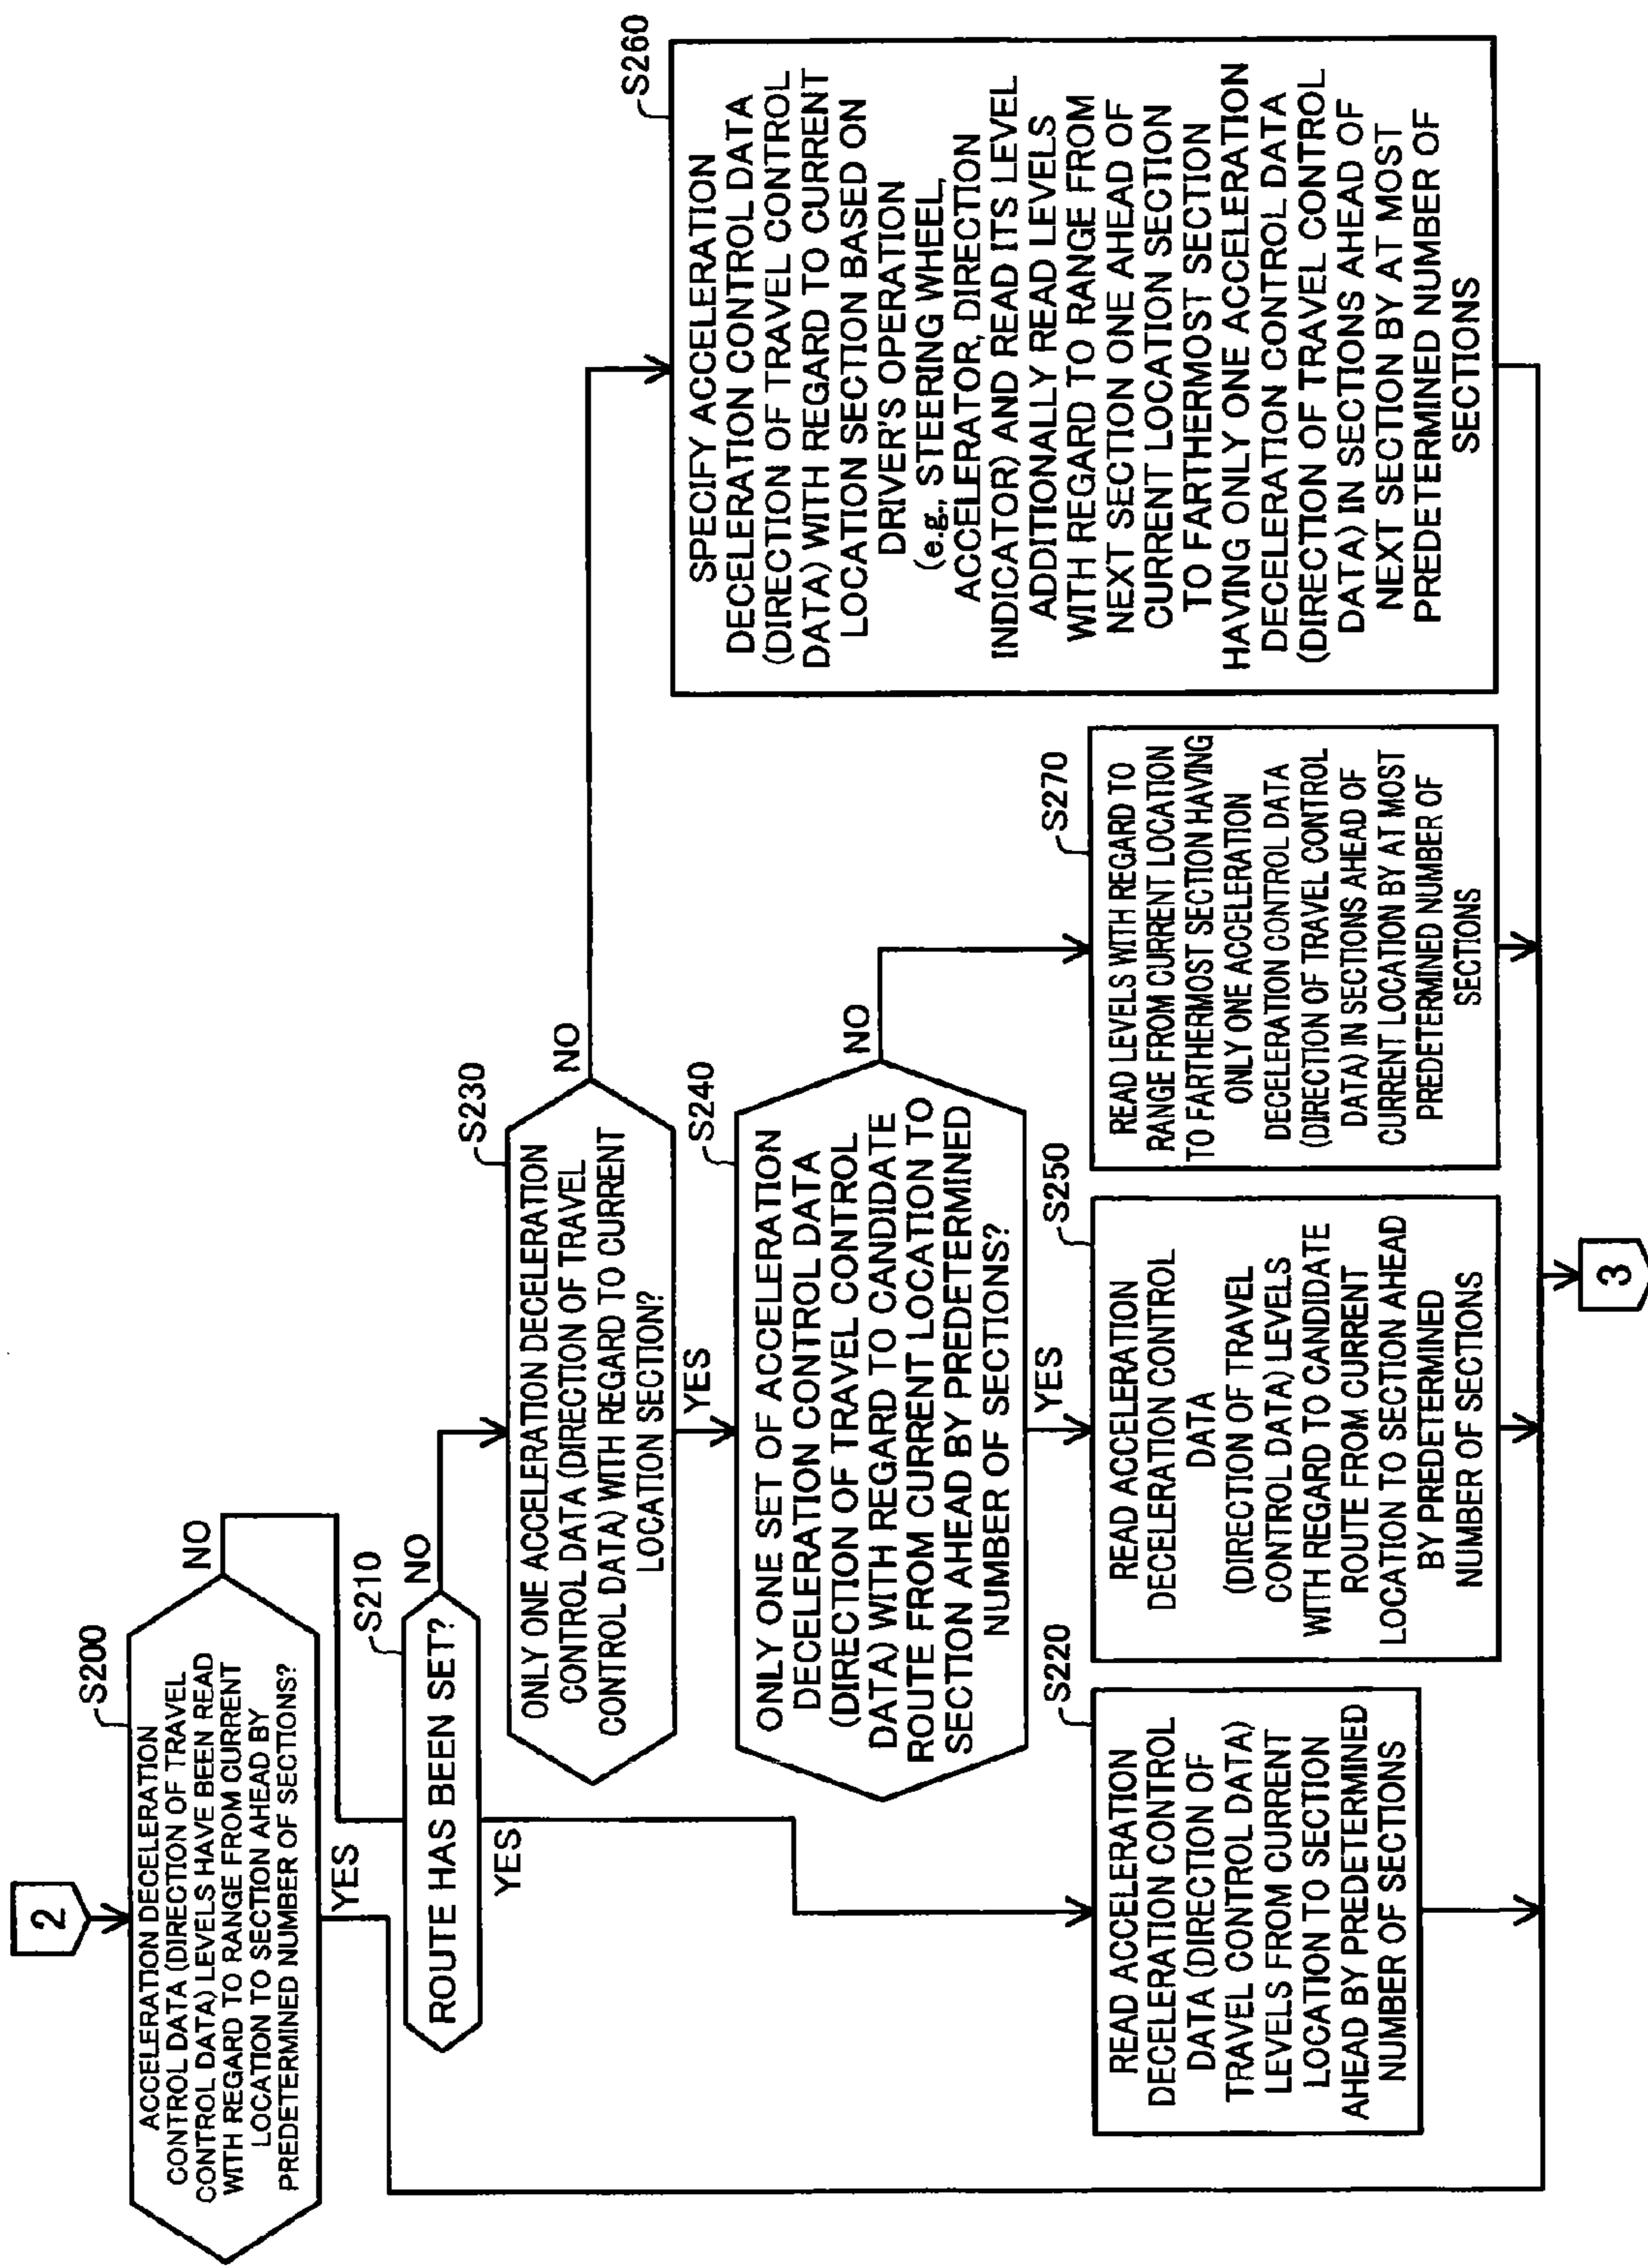 2
S200
ACCELERATION DECELERATION
CONTROL DATA (DIRECTION OF TRAVEL
CONTROL DATA) LEVELS HAVE BEEN READ
WITH REGARD TO RANGE FROM CURRENT
LOCATION TO SECTION AHEAD BY
PREDETERMINED NUMBER OF SECTIONS?
NO
YES
S210
ROUTE HAS BEEN SET?
NO
YES
S230
ONLY ONE ACCELERATION DECELERATION
CONTROL DATA (DIRECTION OF TRAVEL
CONTROL DATA) WITH REGARD TO CURRENT
LOCATION SECTION?
NO
YES
S240
ONLY ONE SET OF ACCELERATION
DECELERATION CONTROL DATA
(DIRECTION OF TRAVEL CONTROL
DATA) WITH REGARD TO CANDIDATE
ROUTE FROM CURRENT LOCATION TO
SECTION AHEAD BY PREDETERMINED
NUMBER OF SECTIONS?
NO
YES
S220
READ ACCELERATION
DECELERATION CONTROL
DATA (DIRECTION OF
TRAVEL CONTROL DATA)
LEVELS FROM CURRENT
LOCATION TO SECTION
AHEAD BY PREDETERMINED
NUMBER OF SECTIONS
S250
READ ACCELERATION
DECELERATION CONTROL
DATA
(DIRECTION OF TRAVEL
CONTROL DATA) LEVELS
WITH REGARD TO CANDIDATE
ROUTE FROM CURRENT
LOCATION TO SECTION AHEAD
BY PREDETERMINED
NUMBER OF SECTIONS
S270
READ LEVELS WITH REGARD TO
RANGE FROM CURRENT LOCATION
TO FARTHERMOST SECTION HAVING
ONLY ONE ACCELERATION
DECELERATION CONTROL DATA
(DIRECTION OF TRAVEL CONTROL
DATA) IN SECTIONS AHEAD OF
CURRENT LOCATION BY AT MOST
PREDETERMINED NUMBER OF
SECTIONS
S260
SPECIFY ACCELERATION
DECELERATION CONTROL DATA
(DIRECTION OF TRAVEL CONTROL
DATA) WITH REGARD TO CURRENT
LOCATION SECTION BASED ON
DRIVER'S OPERATION
(e.g., STEERING WHEEL,
ACCELERATOR, DIRECTION
INDICATOR) AND READ ITS LEVEL
ADDITIONALLY READ LEVELS
WITH REGARD TO RANGE FROM
NEXT SECTION ONE AHEAD OF
CURRENT LOCATION SECTION
TO FARTHERMOST SECTION
HAVING ONLY ONE ACCELERATION
DECELERATION CONTROL DATA
(DIRECTION OF TRAVEL CONTROL
DATA) IN SECTIONS AHEAD OF
NEXT SECTION BY AT MOST
PREDETERMINED NUMBER OF
SECTIONS
3